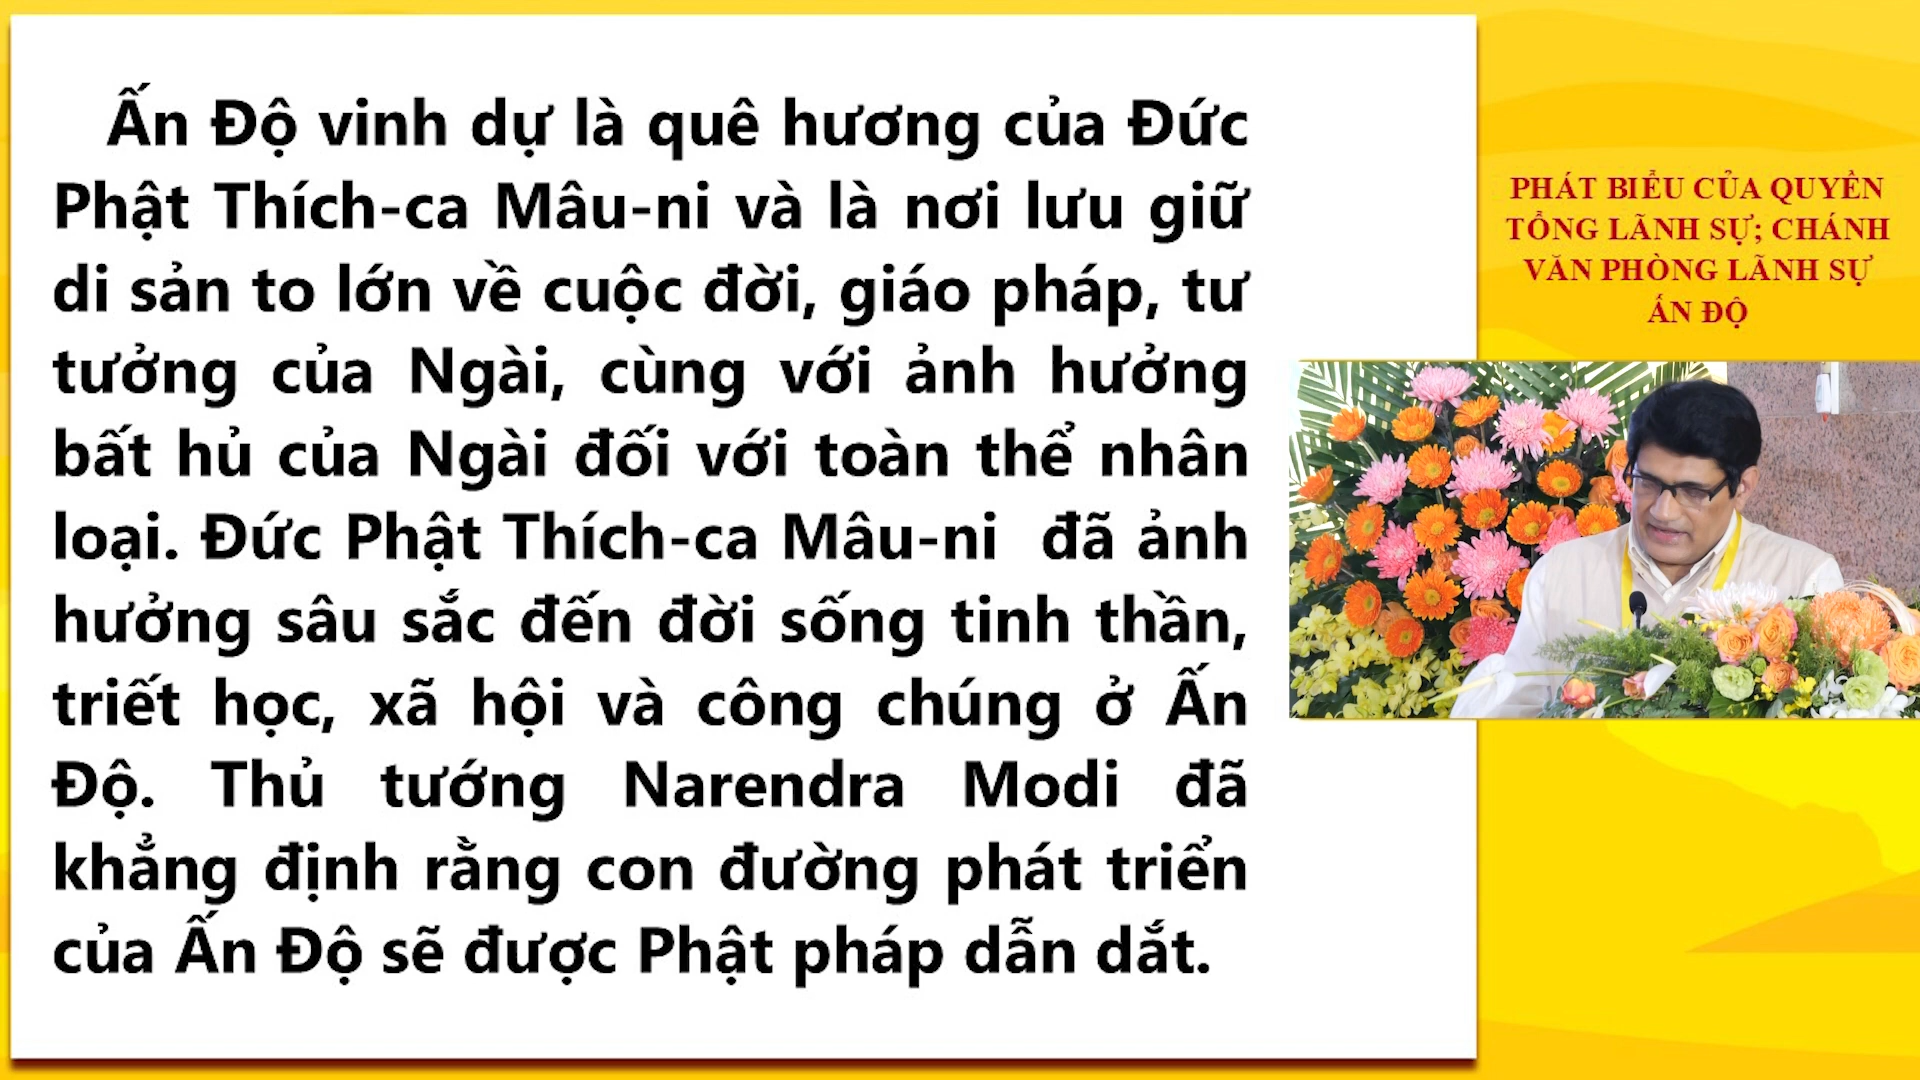 Ấn Độ vinh dự là quê hương của Đức
Phật Thích-ca Mâu-ni và là nơi lưu giữ
di sản to lớn về cuộc đời, giáo pháp, tư
tưởng của Ngài, cùng với ảnh hưởng
bất hủ của Ngài đối với toàn thể nhân
loại. Đức Phật Thích-ca Mâu-ni đã ảnh
hưởng sâu sắc đến đời sống tinh thần,
triết học, xã hội và công chúng ở Ấn
Độ. Thủ tướng Narendra Modi đã
khẳng định rằng con đường phát triển
của Ấn Độ sẽ được Phật pháp dẫn dắt.
PHÁT BIỂU CỦA QUYỀN
TỔNG LÃNH SỰ; CHÁNH
VĂN PHÒNG LÃNH SỰ
ẤN ĐỘ